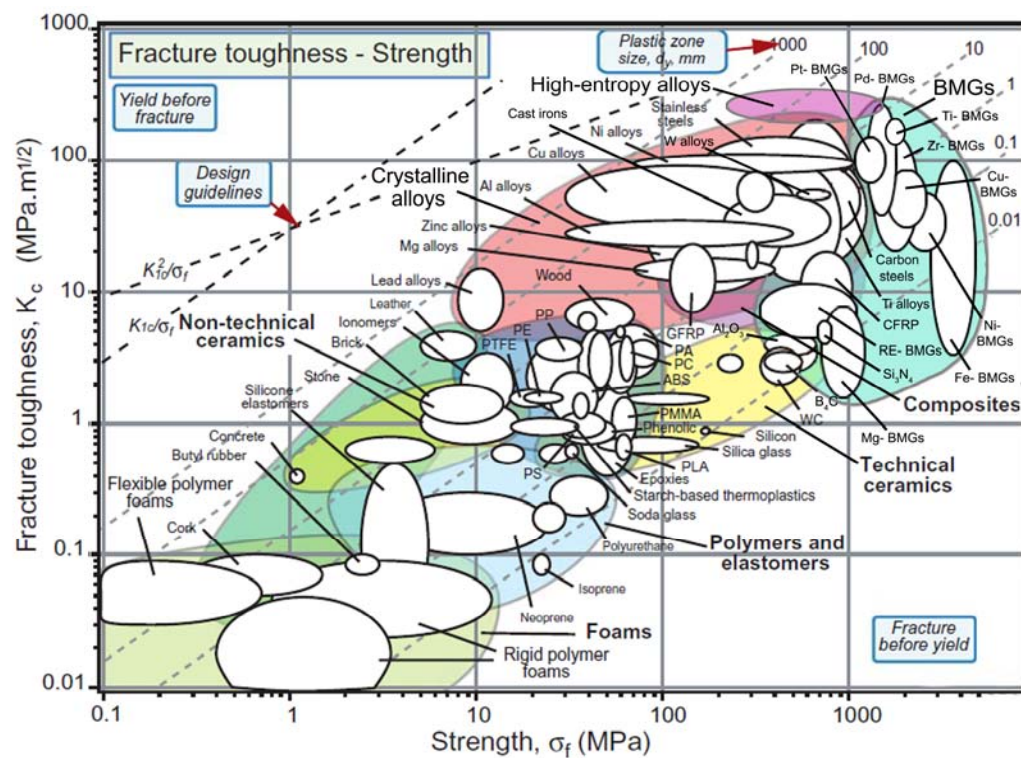 Fracture toughness - Strength
Plastic zone
size, dy, mm
1000
100
10
1
0.1
0.01
Yield before
fracture
Design
guidelines
High-entropy alloys
Pt- BMGs
Pd- BMGs
BMGs
Ti- BMGs
Zr- BMGs
Cu-
BMGs
Stainless
steels
Cast irons
W alloys
Ni alloys
Cu alloys
Crystalline
alloys
Al alloys
Zinc alloys
Mg alloys
Carbon
steels
Ti alloys
CFRP
RE- BMGs
Si3N4
Ni-
BMGs
Fe- BMGs
K1c²/σf
K1c/σf
Lead alloys
Leather
Ionomers
Non-technical
ceramics
Brick
Stone
Silicone
elastomers
Concrete
Butyl rubber
Flexible polymer
foams
Cork
Wood
PP
PE
PTFE
GFRP
Al2O3
PA
PC
ABS
PMMA
Phenolic
B4C
WC
Composites
Mg- BMGs
Silicon
Silica glass
Technical
ceramics
PLA
Epoxies
PS
Starch-based thermoplastics
Soda glass
Polyurethane
Polymers and
elastomers
Isoprene
Neoprene
Foams
Rigid polymer
foams
Fracture
before yield
Fracture toughness, Kc (MPa.m1/2)
1000
100
10
1
0.1
0.01
0.1
1
10
100
1000
Strength, σf (MPa)